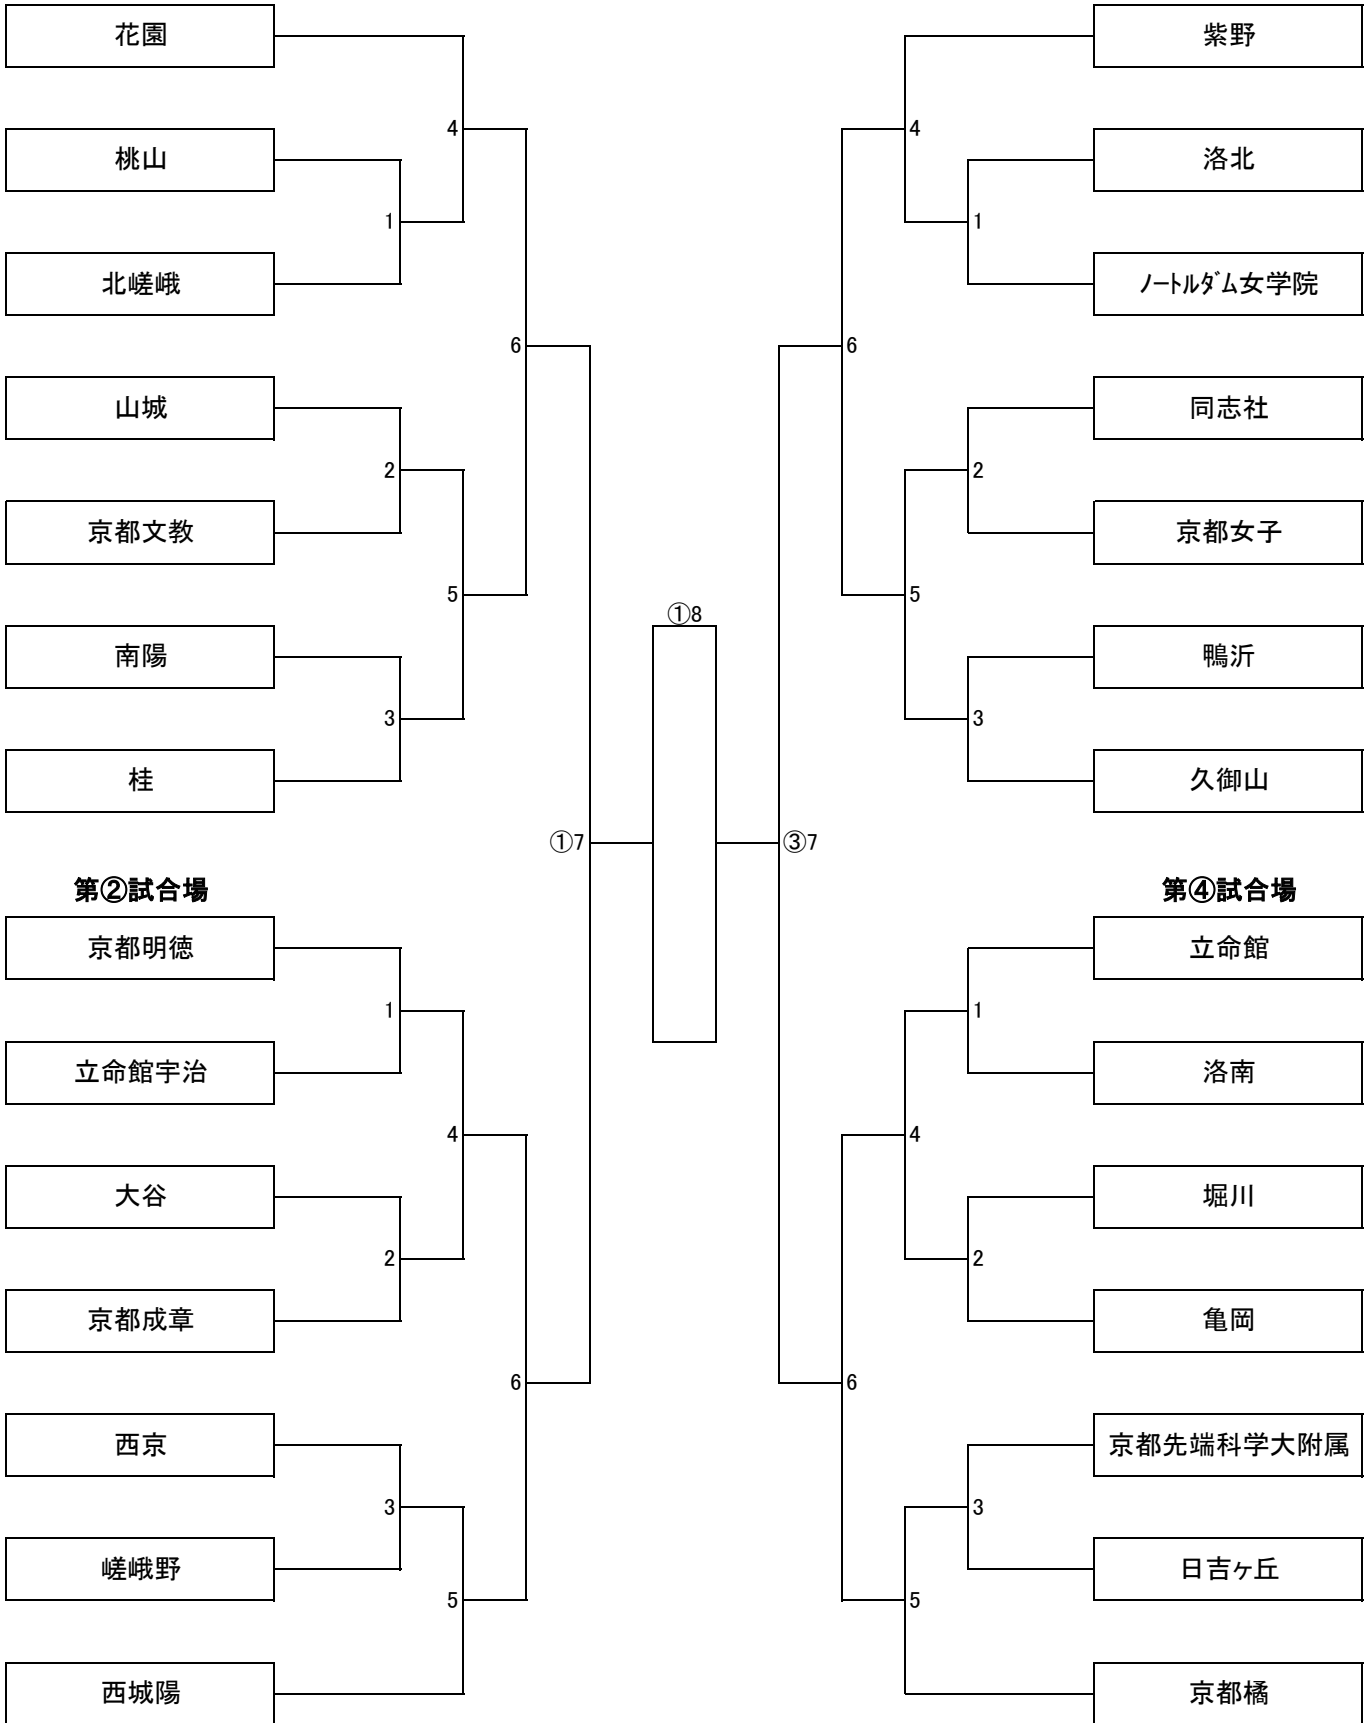 花園
桃山
北嵯峨
山城
京都文教
南陽
桂
4
1
6
2
5
3
①7
第②試合場
京都明徳
立命館宇治
大谷
京都成章
西京
嵯峨野
西城陽
1
4
2
6
3
5
①8
紫野
洛北
ﾉｰﾄﾙﾀﾞﾑ女学院
同志社
京都女子
鴨沂
久御山
4
1
6
2
5
3
③7
第④試合場
立命館
洛南
堀川
亀岡
京都先端科学大附属
日吉ヶ丘
京都橘
1
4
2
6
3
5